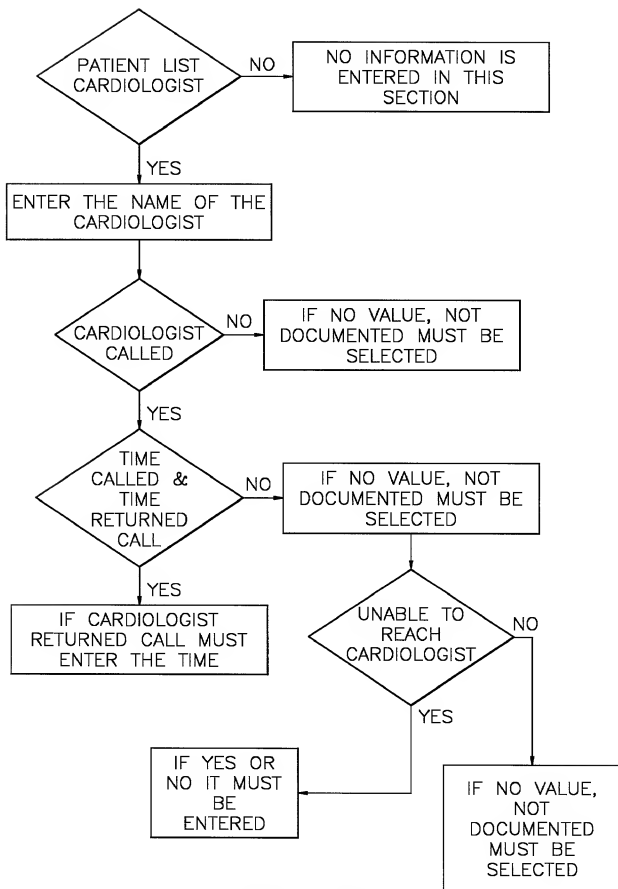 PATIENT LIST
CARDIOLOGIST
NO
NO INFORMATION IS
ENTERED IN THIS
SECTION
YES
ENTER THE NAME OF THE
CARDIOLOGIST
CARDIOLOGIST
CALLED
NO
IF NO VALUE, NOT
DOCUMENTED MUST BE
SELECTED
YES
TIME
CALLED &
TIME
RETURNED
CALL
NO
IF NO VALUE, NOT
DOCUMENTED MUST BE
SELECTED
YES
IF CARDIOLOGIST
RETURNED CALL MUST
ENTER THE TIME
UNABLE TO
REACH
CARDIOLOGIST
NO
YES
IF YES OR
NO IT MUST
BE
ENTERED
IF NO VALUE,
NOT
DOCUMENTED
MUST BE
SELECTED